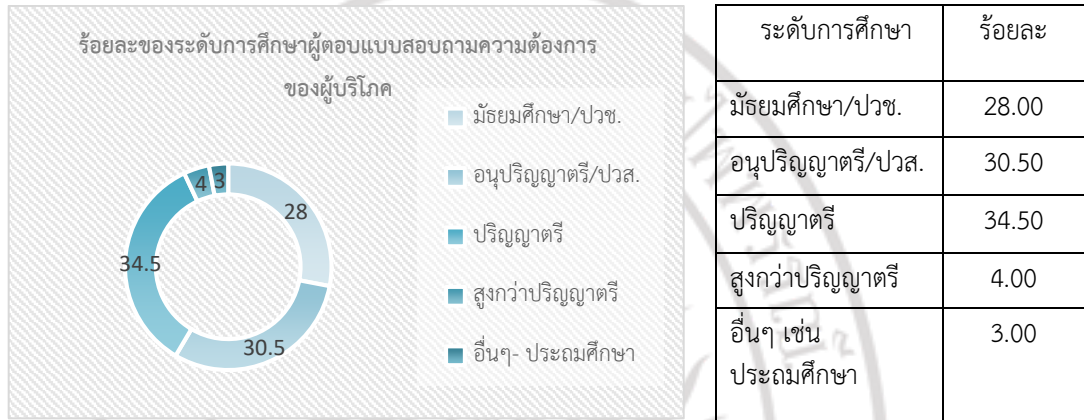 ร้อยละของระดับการศึกษาผู้ตอบแบบสอบถามความต้องการ
ของผู้บริโภค
มัธยมศึกษา/ปวช.
อนุปริญญาตรี/ปวส.
ปริญญาตรี
สูงกว่าปริญญาตรี
อื่นๆ- ประถมศึกษา
28
30.5
34.5
4
3
ระดับการศึกษา ร้อยละ
มัธยมศึกษา/ปวช. 28.00
อนุปริญญาตรี/ปวส. 30.50
ปริญญาตรี 34.50
สูงกว่าปริญญาตรี 4.00
อื่นๆ เช่น 3.00
ประถมศึกษา